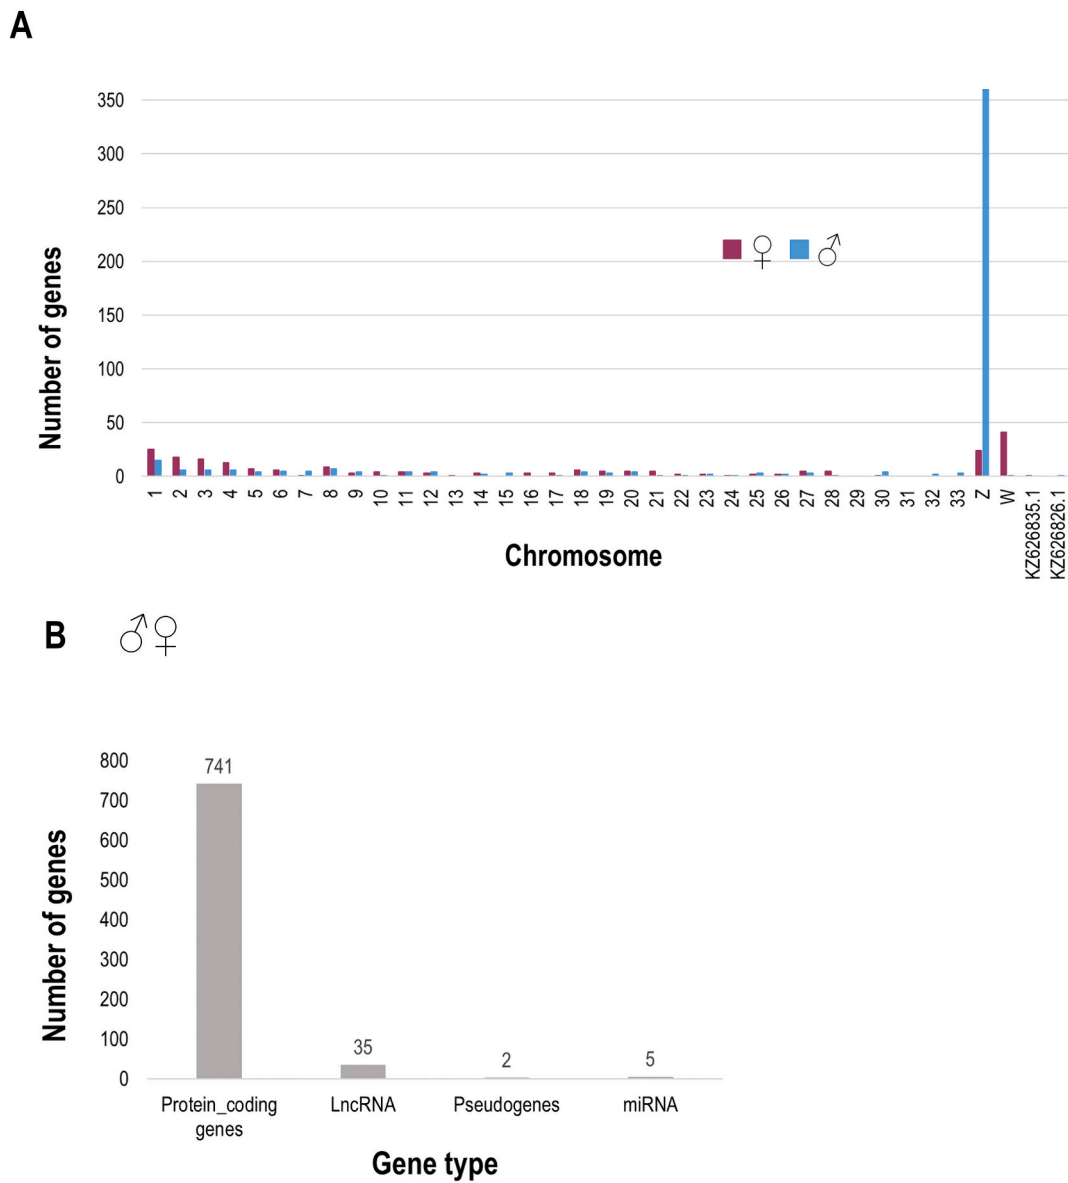 A
Number of genes
350
300
250
200
150
100
50
0
♀ ♂
1 2 3 4 5 6 7 8 9 10 11 12 13 14 15 16 17 18 19 20 21 22 23 24 25 26 27 28 29 30 31 32 33 Z W KZ626835.1 KZ626826.1
Chromosome
B ♂♀
Number of genes
800
700
600
500
400
300
200
100
0
741
35
2
5
Protein_coding
genes
LncRNA
Pseudogenes
miRNA
Gene type